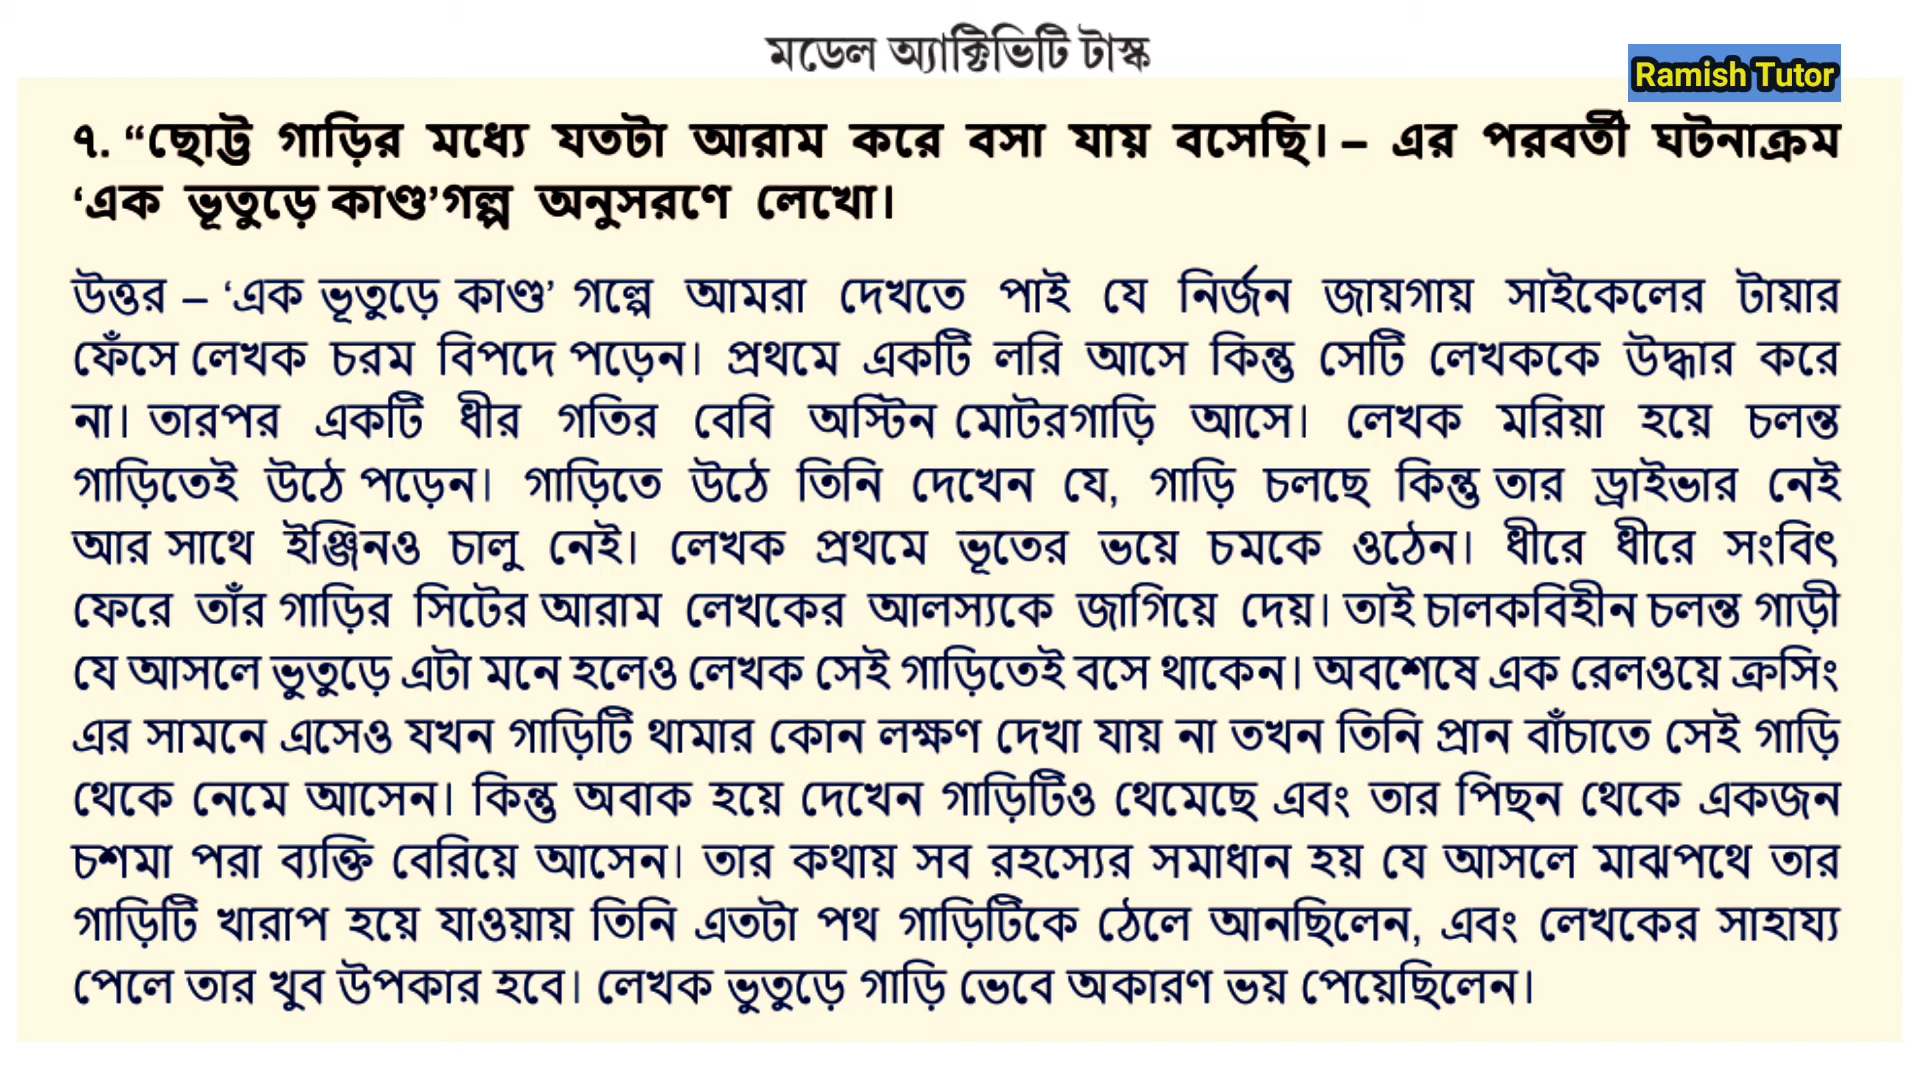 মডেল অ্যাক্টিভিটি টাস্ক
Ramish Tutor
৭. “ছোট্ট গাড়ির মধ্যে যতটা আরাম করে বসা যায় বসেছি। – এর পরবর্তী ঘটনাক্রম
‘এক ভূতুড়ে কাণ্ড’গল্প অনুসরণে লেখো।
উত্তর – ‘এক ভূতুড়ে কাণ্ড’ গল্পে আমরা দেখতে পাই যে নির্জন জায়গায় সাইকেলের টায়ার
ফেঁসে লেখক চরম বিপদে পড়েন। প্রথমে একটি লরি আসে কিন্তু সেটি লেখককে উদ্ধার করে
না। তারপর একটি ধীর গতির বেবি অস্টিন মোটরগাড়ি আসে। লেখক মরিয়া হয়ে চলন্ত
গাড়িতেই উঠে পড়েন। গাড়িতে উঠে তিনি দেখেন যে, গাড়ি চলছে কিন্তু তার ড্রাইভার নেই
আর সাথে ইঞ্জিনও চালু নেই। লেখক প্রথমে ভূতের ভয়ে চমকে ওঠেন। ধীরে ধীরে সংবিৎ
ফেরে তাঁর গাড়ির সিটের আরাম লেখকের আলস্যকে জাগিয়ে দেয়। তাই চালকবিহীন চলন্ত গাড়ী
যে আসলে ভুতুড়ে এটা মনে হলেও লেখক সেই গাড়িতেই বসে থাকেন। অবশেষে এক রেলওয়ে ক্রসিং
এর সামনে এসেও যখন গাড়িটি থামার কোন লক্ষণ দেখা যায় না তখন তিনি প্রান বাঁচাতে সেই গাড়ি
থেকে নেমে আসেন। কিন্তু অবাক হয়ে দেখেন গাড়িটিও থেমেছে এবং তার পিছন থেকে একজন
চশমা পরা ব্যক্তি বেরিয়ে আসেন। তার কথায় সব রহস্যের সমাধান হয় যে আসলে মাঝপথে তার
গাড়িটি খারাপ হয়ে যাওয়ায় তিনি এতটা পথ গাড়িটিকে ঠেলে আনছিলেন, এবং লেখকের সাহায্য
পেলে তার খুব উপকার হবে। লেখক ভুতুড়ে গাড়ি ভেবে অকারণ ভয় পেয়েছিলেন।